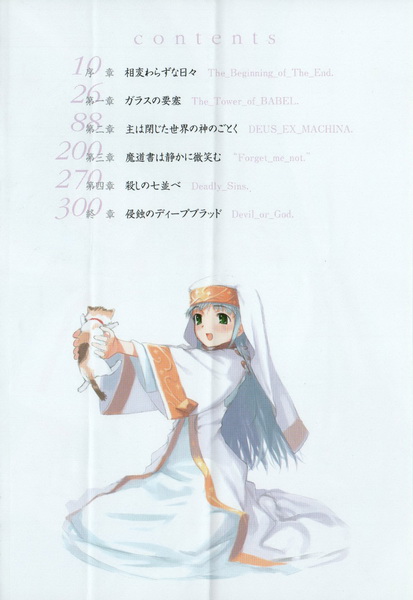 contents
10 序 章 相変わらずな日々 The_Beginning_of_The_End.
26 第一章 ガラスの要塞 The_Tower_of_BABEL.
88 第二章 主は閉じた世界の神のごとく DEUS_EX_MACHINA.
200 第三章 魔道書は静かに微笑む "Forget_me_not."
270 第四章 殺しの七並べ Deadly_Sins.
300 終 章 侵蝕のディープブラッド Devil_or_God.